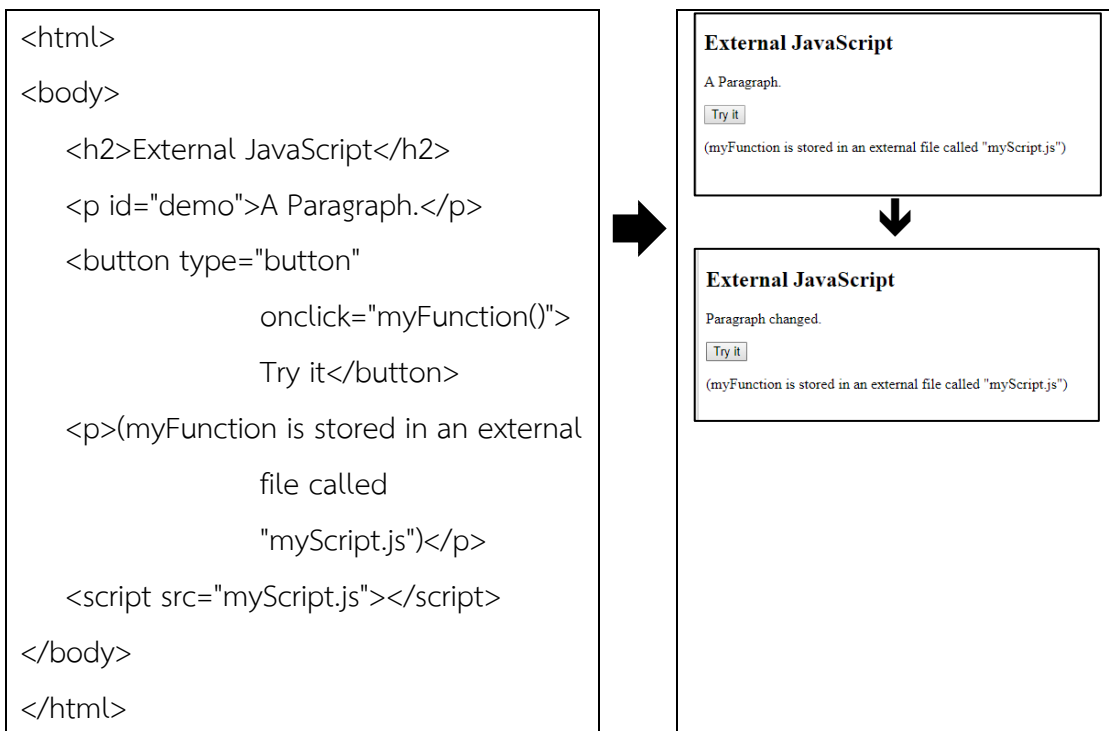 <html>
<body>
<h2>External JavaScript</h2>
<p id="demo">A Paragraph.</p>
<button type="button"
onclick="myFunction()">
Try it</button>
<p>(myFunction is stored in an external
file called
"myScript.js")</p>
<script src="myScript.js"></script>
</body>
</html>
External JavaScript
A Paragraph.
Try it
(myFunction is stored in an external file called "myScript.js")
External JavaScript
Paragraph changed.
Try it
(myFunction is stored in an external file called "myScript.js")